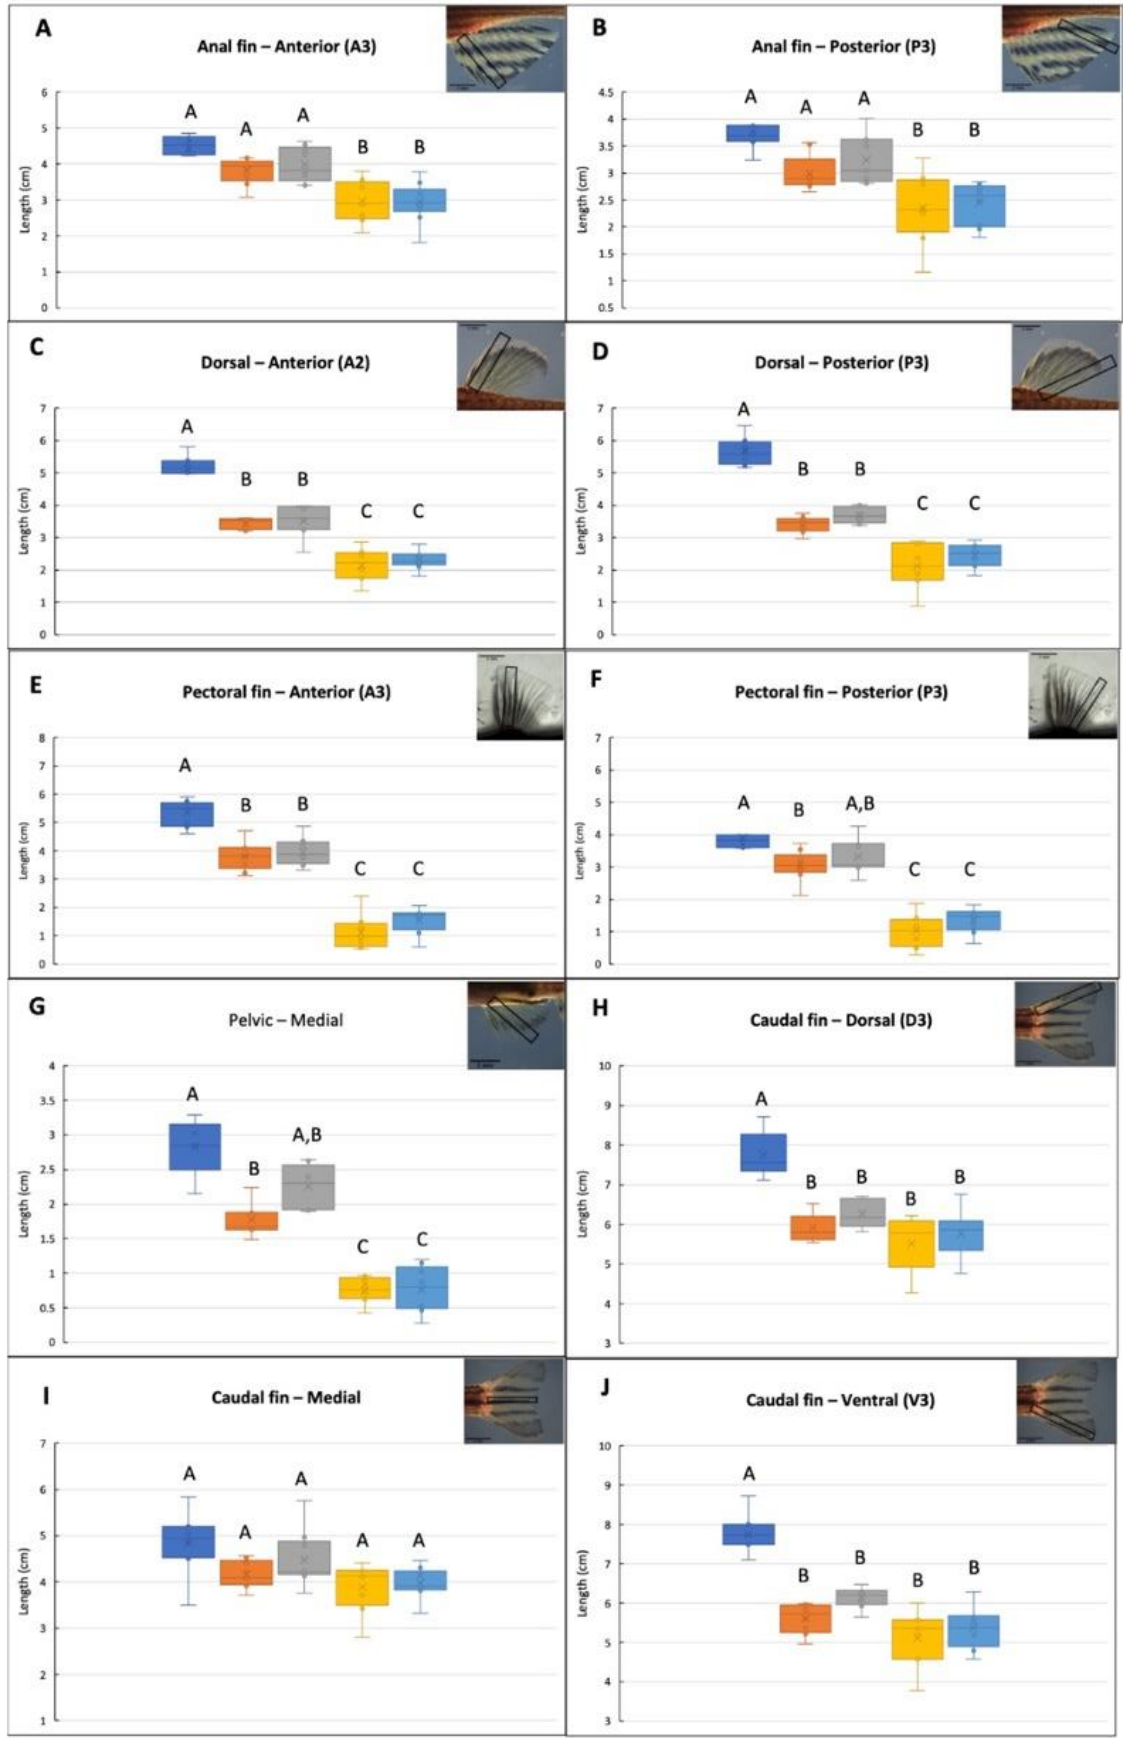 A
Anal fin – Anterior (A3)
A
A
A
B
B
Length (cm)
6
5
4
3
2
1
0
B
Anal fin – Posterior (P3)
A
A
A
B
B
Length (cm)
4.5
4
3.5
3
2.5
2
1.5
1
0.5
C
Dorsal – Anterior (A2)
A
B
B
C
C
Length (cm)
7
6
5
4
3
2
1
0
D
Dorsal – Posterior (P3)
A
B
B
C
C
Length (cm)
7
6
5
4
3
2
1
0
E
Pectoral fin – Anterior (A3)
A
B
B
C
C
Length (cm)
8
7
6
5
4
3
2
1
0
F
Pectoral fin – Posterior (P3)
A
B
A,B
C
C
Length (cm)
7
6
5
4
3
2
1
0
G
Pelvic – Medial
A
B
A,B
C
C
Length (cm)
4
3.5
3
2.5
2
1.5
1
0.5
0
H
Caudal fin – Dorsal (D3)
A
B
B
B
B
Length (cm)
10
9
8
7
6
5
4
3
I
Caudal fin – Medial
A
A
A
A
A
Length (cm)
7
6
5
4
3
2
1
J
Caudal fin – Ventral (V3)
A
B
B
B
B
Length (cm)
10
9
8
7
6
5
4
3